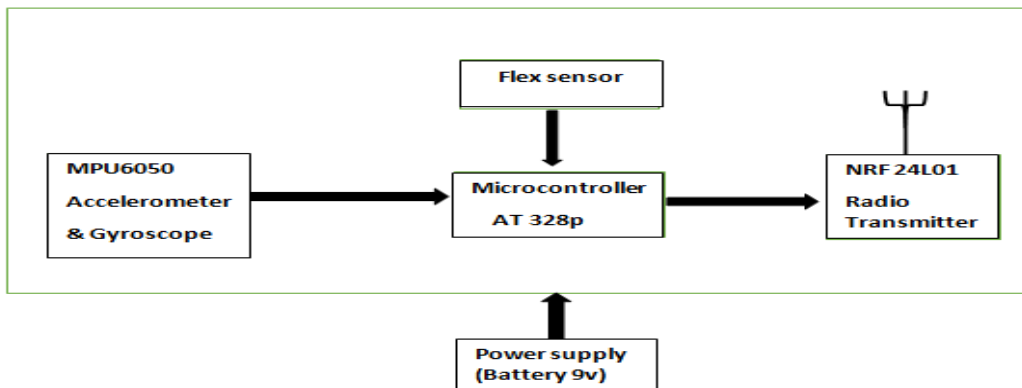 Flex sensor
MPU6050
Accelerometer
& Gyroscope
Microcontroller
AT 328p
NRF 24L01
Radio
Transmitter
Power supply
(Battery 9v)